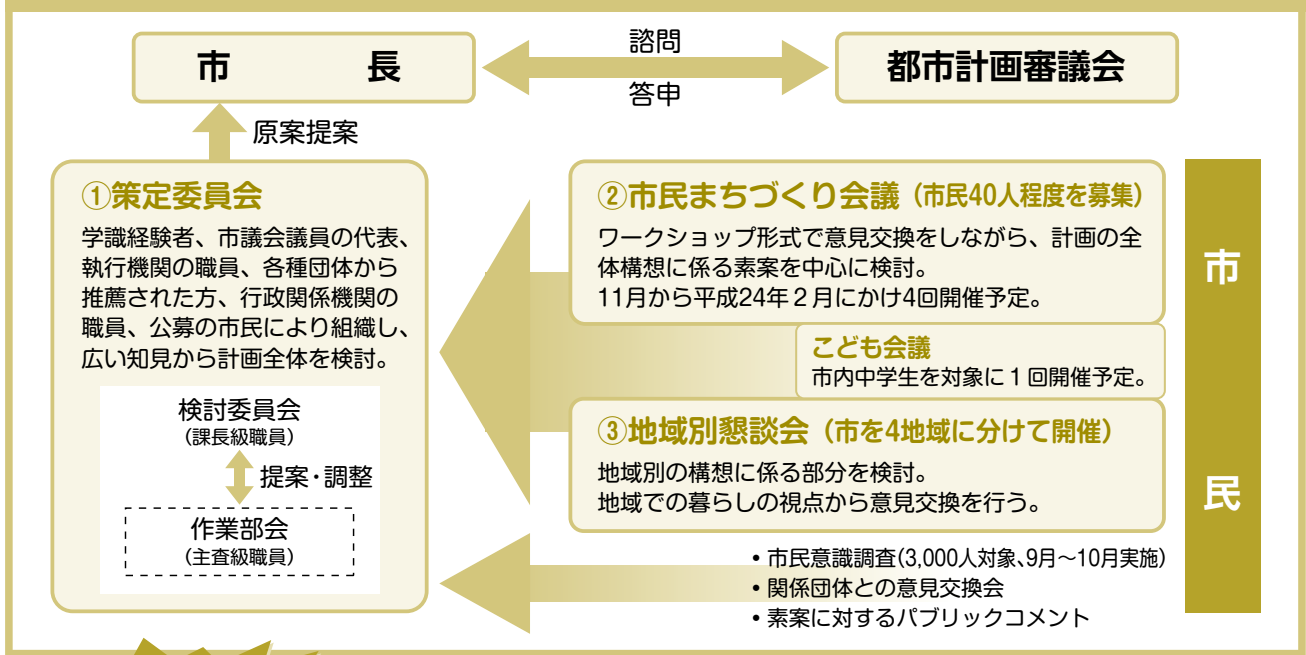 市長
諮問
答申
都市計画審議会
原案提案
①策定委員会
学識経験者、市議会議員の代表、
執行機関の職員、各種団体から
推薦された方、行政関係機関の
職員、公募の市民により組織し、
広い知見から計画全体を検討。
検討委員会
(課長級職員)
提案・調整
作業部会
(主査級職員)
②市民まちづくり会議（市民40人程度を募集）
ワークショップ形式で意見交換をしながら、計画の全
体構想に係る素案を中心に検討。
11月から平成24年２月にかけ4回開催予定。
こども会議
市内中学生を対象に１回開催予定。
③地域別懇談会（市を4地域に分けて開催）
地域別の構想に係る部分を検討。
地域での暮らしの視点から意見交換を行う。
•市民意識調査(3,000人対象、9月～10月実施)
•関係団体との意見交換会
•素案に対するパブリックコメント
市民